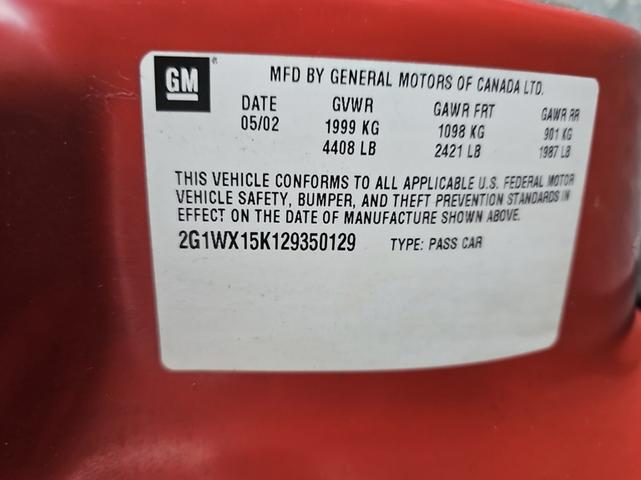 GM
MFD BY GENERAL MOTORS OF CANADA LTD.
DATE GVWR GAWR FRT GAWR RR
05/02 1999 KG 1098 KG 901 KG
4408 LB 2421 LB 1987 LB
THIS VEHICLE CONFORMS TO ALL APPLICABLE U.S. FEDERAL MOTOR
VEHICLE SAFETY, BUMPER, AND THEFT PREVENTION STANDARDS IN
EFFECT ON THE DATE OF MANUFACTURE SHOWN ABOVE.
2G1WX15K129350129 TYPE: PASS CAR